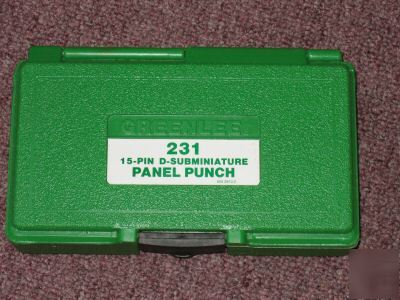 GREENLEE
231
15-PIN D-SUBMINIATURE
PANEL PUNCH